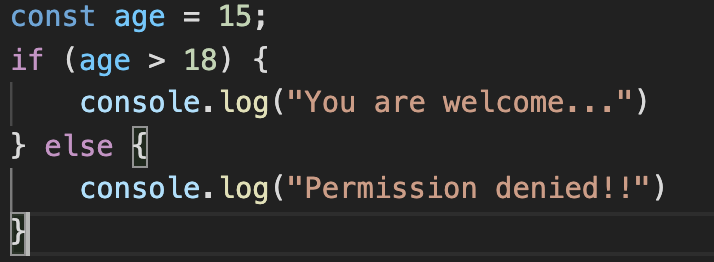 const age = 15;
if (age > 18) {
    console.log("You are welcome...")
} else {
    console.log("Permission denied!!")
}